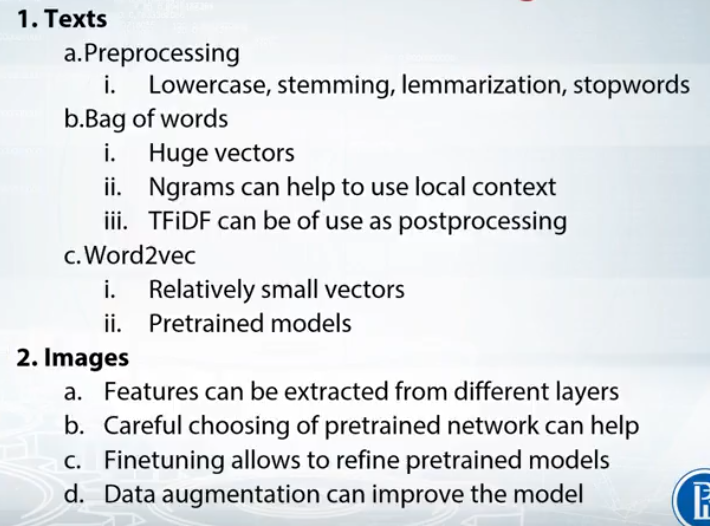 1. Texts
a.Preprocessing
i. Lowercase, stemming, lemmarization, stopwords
b.Bag of words
i. Huge vectors
ii. Ngrams can help to use local context
iii. TFiDF can be of use as postprocessing
c.Word2vec
i. Relatively small vectors
ii. Pretrained models
2. Images
a. Features can be extracted from different layers
b. Careful choosing of pretrained network can help
c. Finetuning allows to refine pretrained models
d. Data augmentation can improve the model